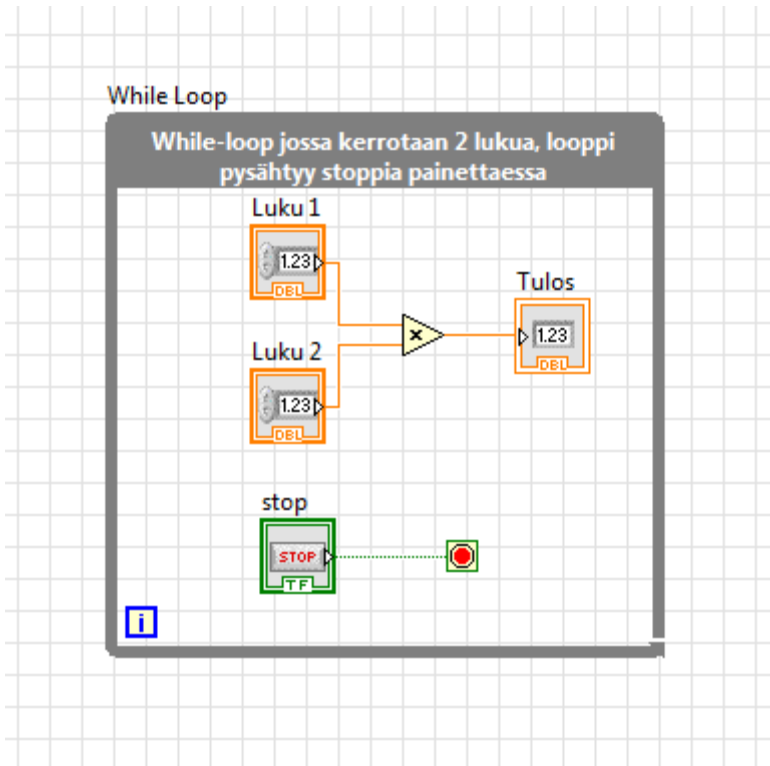 While Loop
While-loop jossa kerrotaan 2 lukua, looppi
pysähtyy stoppia painettaessa
Luku 1
1.23
DBL
Tulos
1.23
DBL
Luku 2
1.23
DBL
stop
STOP
TF
i